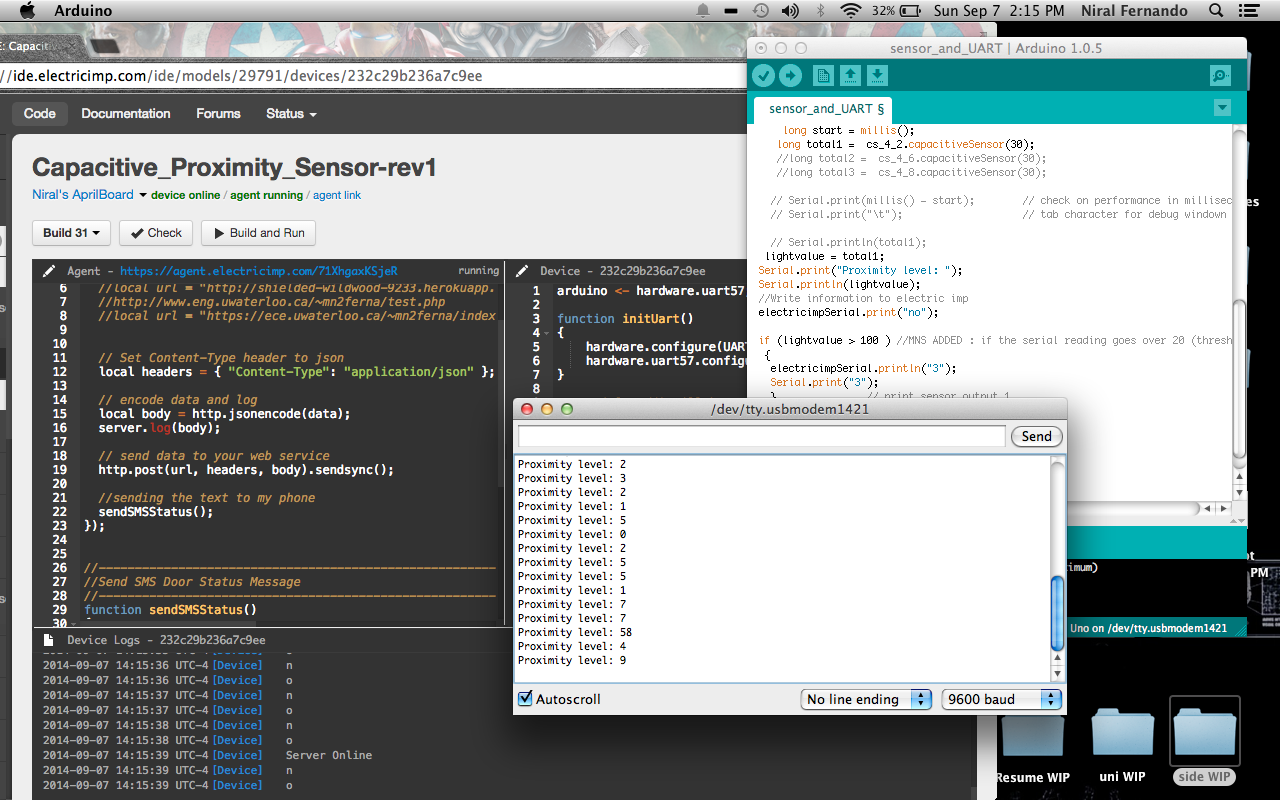 Arduino
32%
Sun Sep 7 2:15 PM
Niral Fernando
E: Capaciti
//ide.electricimp.com/ide/models/29791/devices/232c29b236a7c9ee
Code
Documentation
Forums
Status
Capacitive_Proximity_Sensor-rev1
Niral's AprilBoard device online / agent running / agent link
Build 31
Check
Build and Run
Agent - https://agent.electricimp.com/71XhgaxKSjeR
running
6 //local url = "http://shielded-wildwood-9233.herokuapp.
7 //http://www.eng.uwaterloo.ca/~mn2ferna/test.php
8 //local url = "https://ece.uwaterloo.ca/~mn2ferna/index
9
10
11 // Set Content-Type header to json
12 local headers = { "Content-Type": "application/json" };
13
14 // encode data and log
15 local body = http.jsonencode(data);
16 server.log(body);
17
18 // send data to your web service
19 http.post(url, headers, body).sendsync();
20
21 //sending the text to my phone
22 sendSMSStatus();
23 });
24
25
26 //-----------------------------------------------------
27 //Send SMS Door Status Message
28 //-----------------------------------------------------
29 function sendSMSStatus()
30
Device - 232c29b236a7c9ee
1 arduino <- hardware.uart57
2
3 function initUart()
4 {
5 hardware.configure(UART
6 hardware.uart57.config
7 }
8
Device Logs - 232c29b236a7c9ee
2014-09-07 14:15:36 UTC-4 [Device] n
2014-09-07 14:15:36 UTC-4 [Device] o
2014-09-07 14:15:37 UTC-4 [Device] n
2014-09-07 14:15:37 UTC-4 [Device] o
2014-09-07 14:15:38 UTC-4 [Device] n
2014-09-07 14:15:38 UTC-4 [Device] o
2014-09-07 14:15:39 UTC-4 [Device] Server Online
2014-09-07 14:15:39 UTC-4 [Device] n
2014-09-07 14:15:39 UTC-4 [Device] o
sensor_and_UART | Arduino 1.0.5
sensor_and_UART §
long start = millis();
long total1 = cs_4_2.capacitiveSensor(30);
//long total2 = cs_4_6.capacitiveSensor(30);
//long total3 = cs_4_8.capacitiveSensor(30);
// Serial.print(millis() - start); // check on performance in millisec
// Serial.print("\t"); // tab character for debug windown
// Serial.println(total1);
lightvalue = total1;
Serial.print("Proximity level: ");
Serial.println(lightvalue);
//Write information to electric imp
electricimpSerial.print("no");
if (lightvalue > 100 ) //MNS ADDED : if the serial reading goes over 20 (thresh
{
electricimpSerial.println("3");
Serial.print("3");
} // print sensor output 1
/dev/tty.usbmodem1421
Send
Proximity level: 2
Proximity level: 3
Proximity level: 2
Proximity level: 1
Proximity level: 5
Proximity level: 0
Proximity level: 2
Proximity level: 5
Proximity level: 5
Proximity level: 1
Proximity level: 7
Proximity level: 7
Proximity level: 58
Proximity level: 4
Proximity level: 9
Autoscroll
No line ending
9600 baud
imum)
Uno on /dev/tty.usbmodem1421
es
ot
PM
Resume WIP
uni WIP
side WIP